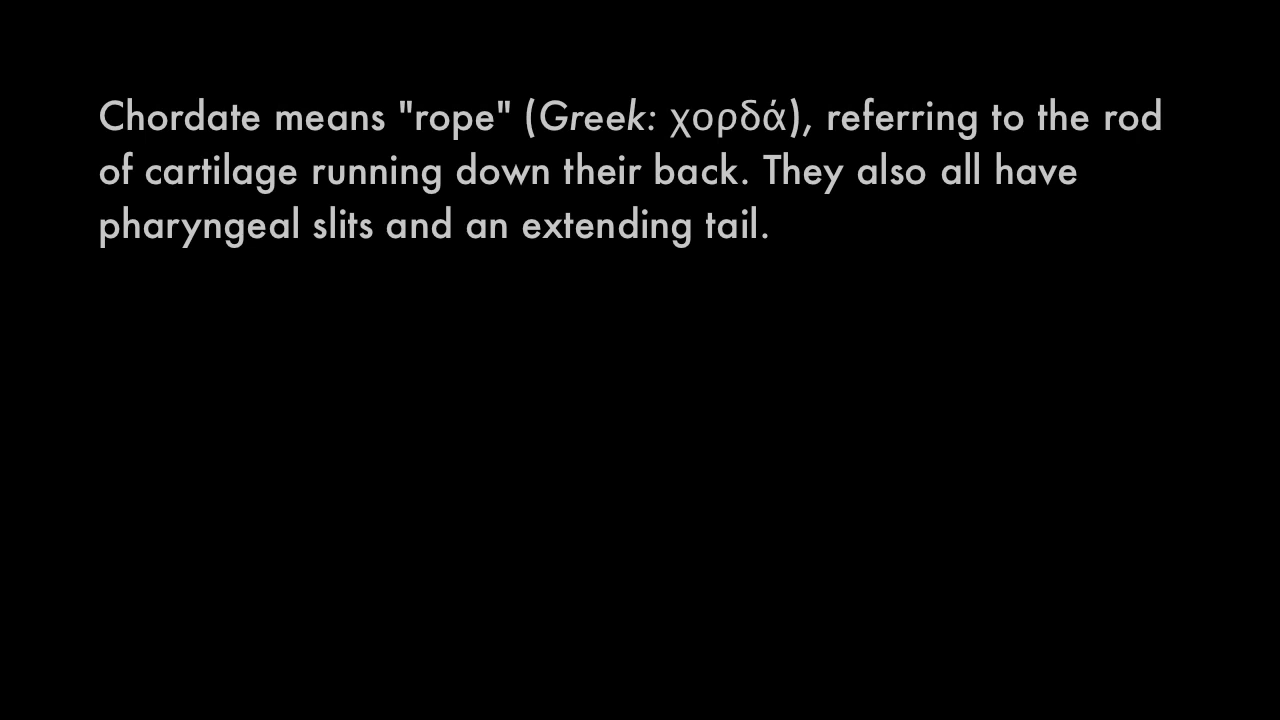 Chordate means "rope" (Greek: χορδά), referring to the rod
of cartilage running down their back. They also all have
pharyngeal slits and an extending tail.